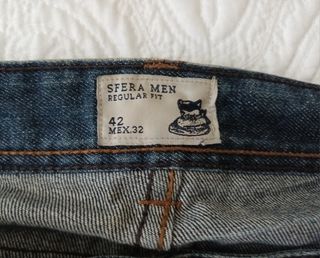 SFERA MEN
REGULAR FIT
42
MEX.32